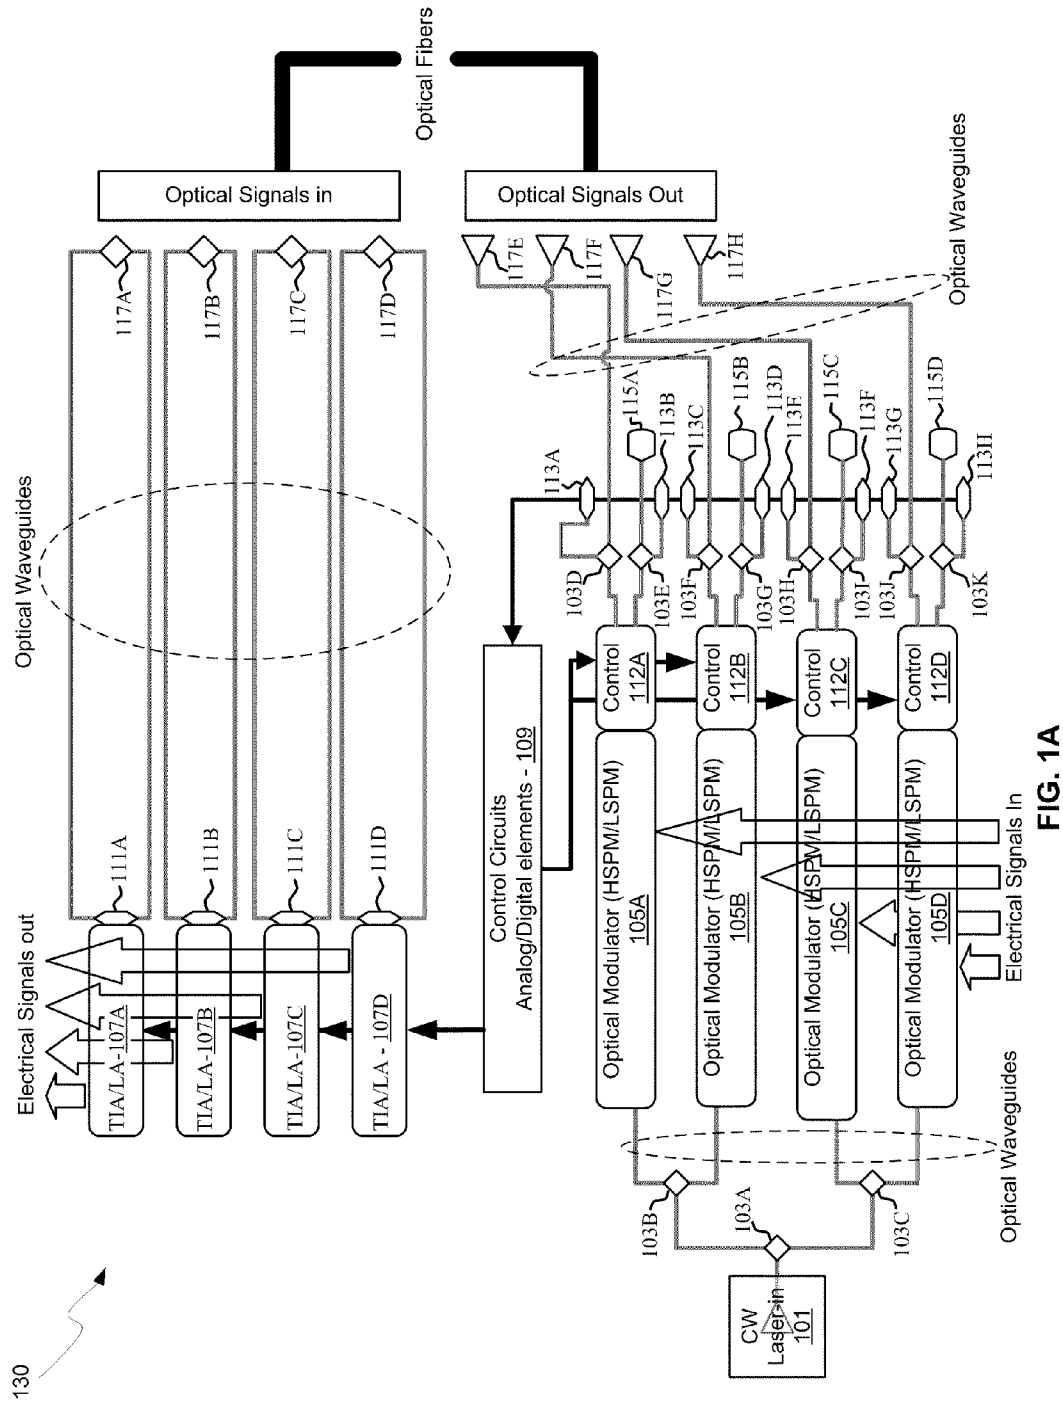 130
Electrical Signals out
Optical Waveguides
TIA/LA-107A
TIA/LA-107B
TIA/LA-107C
TIA/LA - 107D
111A
111B
111C
111D
117A
117B
117C
117D
Optical Signals in
Optical Fibers
Optical Signals Out
117E
117F
117G
117H
Optical Waveguides
Control Circuits
Analog/Digital elements - 109
CW
Laser-in
101
103A
103B
103C
Optical Waveguides
Optical Modulator (HSPM/LSPM)
105A
Optical Modulator (HSPM/LSPM)
105B
Optical Modulator (HSPM/LSPM)
105C
Optical Modulator (HSPM/LSPM)
105D
Electrical Signals In
Control
112A
Control
112B
Control
112C
Control
112D
103D
103E
103F
103G
103H
103I
103J
103K
113A
113B
113C
113D
113E
113F
113G
113H
115A
115B
115C
115D
FIG. 1A